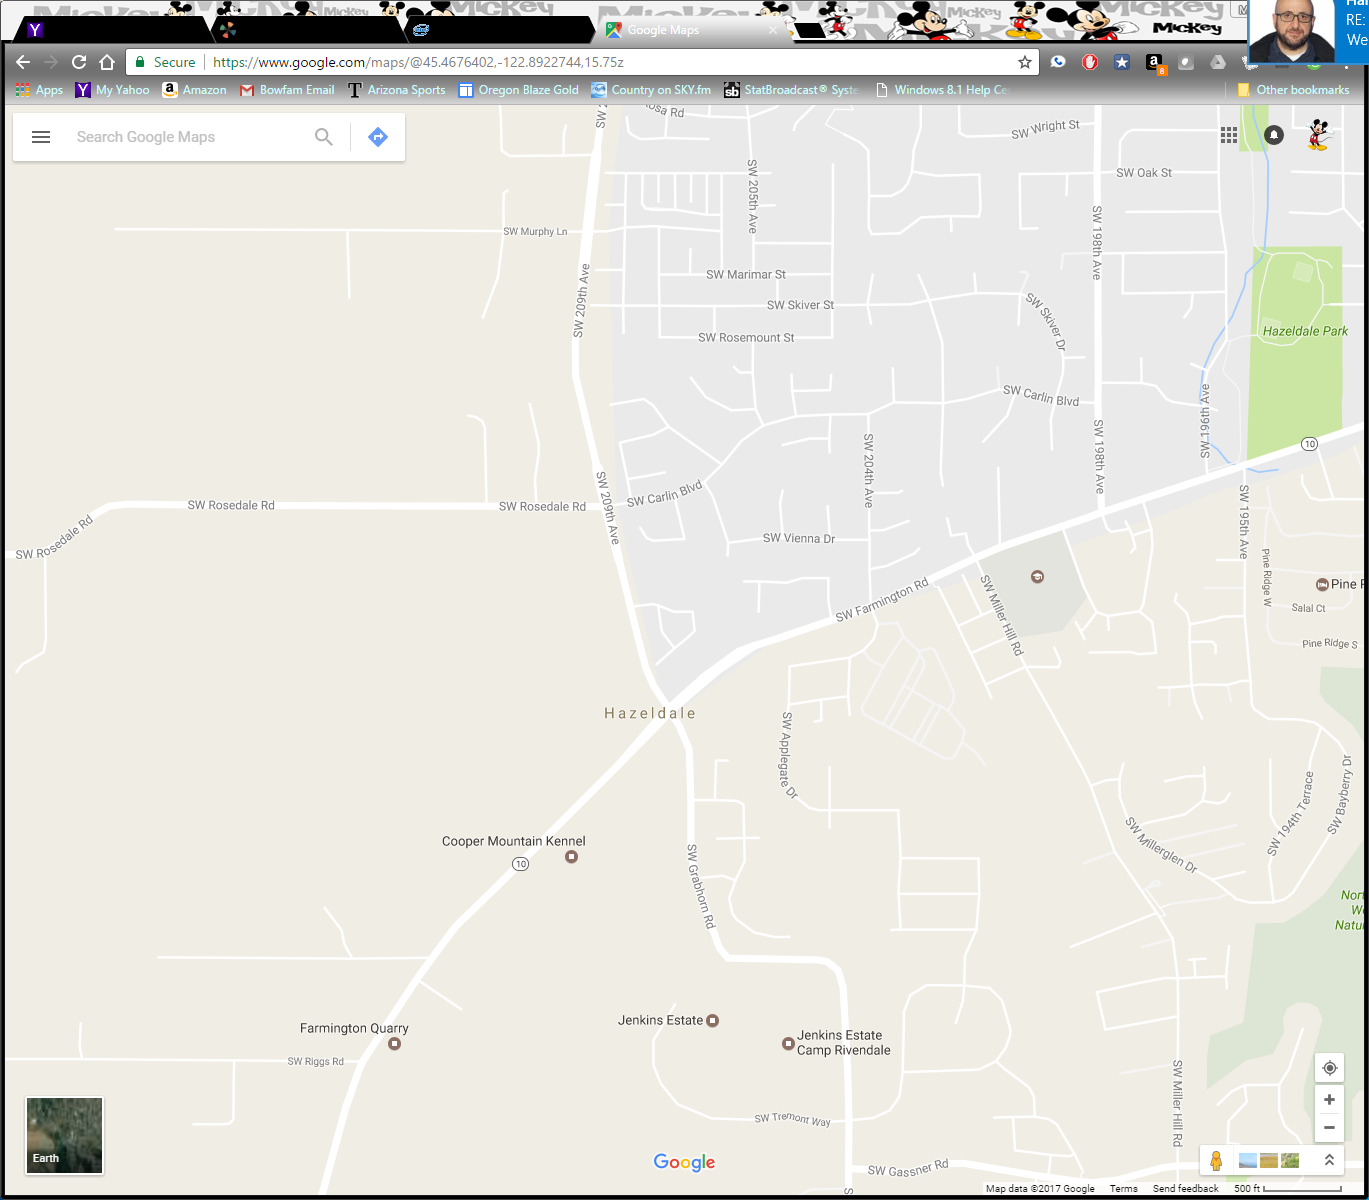 Google Maps
RE:
We
Secure
https://www.google.com/maps/@45.4676402,-122.8922744,15.75z
Apps
My Yahoo
Amazon
Bowfam Email
Arizona Sports
Oregon Blaze Gold
Country on SKY.fm
StatBroadcast® Syste
Windows 8.1 Help Ce
Other bookmarks
Search Google Maps
SW Wright St
SW Oak St
SW 205th Ave
SW 198th Ave
SW Murphy Ln
SW 209th Ave
SW Marimar St
SW Skiver St
SW Skiver Dr
SW Rosemount St
Hazeldale Park
SW Carlin Blvd
SW 196th Ave
SW 204th Ave
SW 198th Ave
10
SW Rosedale Rd
SW Rosedale Rd
SW Rosedale Rd
SW 209th Ave
SW Carlin Blvd
SW Vienna Dr
SW 195th Ave
Pine Ridge W
SW Farmington Rd
SW Miller Hill Rd
Salal Ct
Pine Ridge S
Hazeldale
SW Applegate Dr
SW Bayberry Dr
SW 194th Terrace
SW Millerglen Dr
Cooper Mountain Kennel
10
SW Grabhorn Rd
Farmington Quarry
Jenkins Estate
Jenkins Estate
Camp Rivendale
SW Riggs Rd
SW Tremont Way
SW Miller Hill Rd
SW Gassner Rd
Earth
Google
Map data ©2017 Google
Terms
Send feedback
500 ft